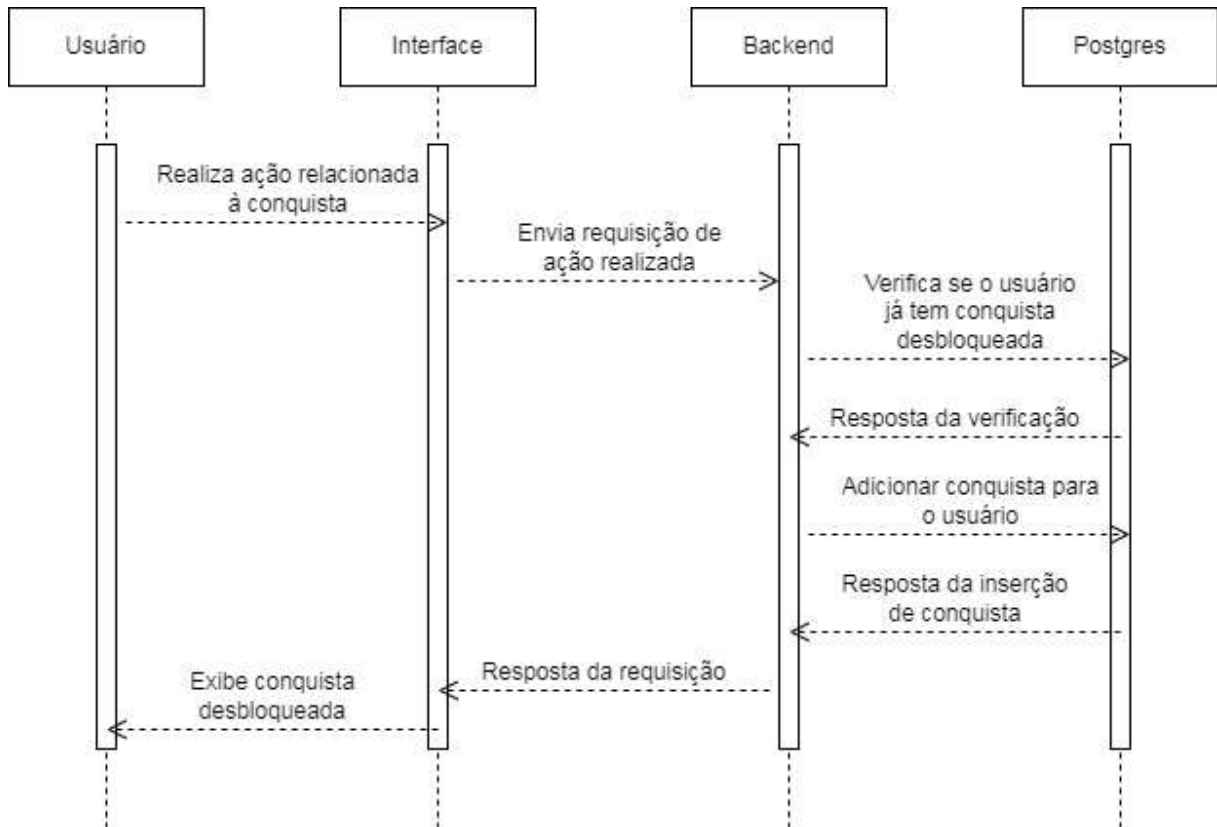 Usuário
Interface
Backend
Postgres
Realiza ação relacionada
à conquista
Envia requisição de
ação realizada
Verifica se o usuário
já tem conquista
desbloqueada
Resposta da verificação
Adicionar conquista para
o usuário
Resposta da inserção
de conquista
Resposta da requisição
Exibe conquista
desbloqueada